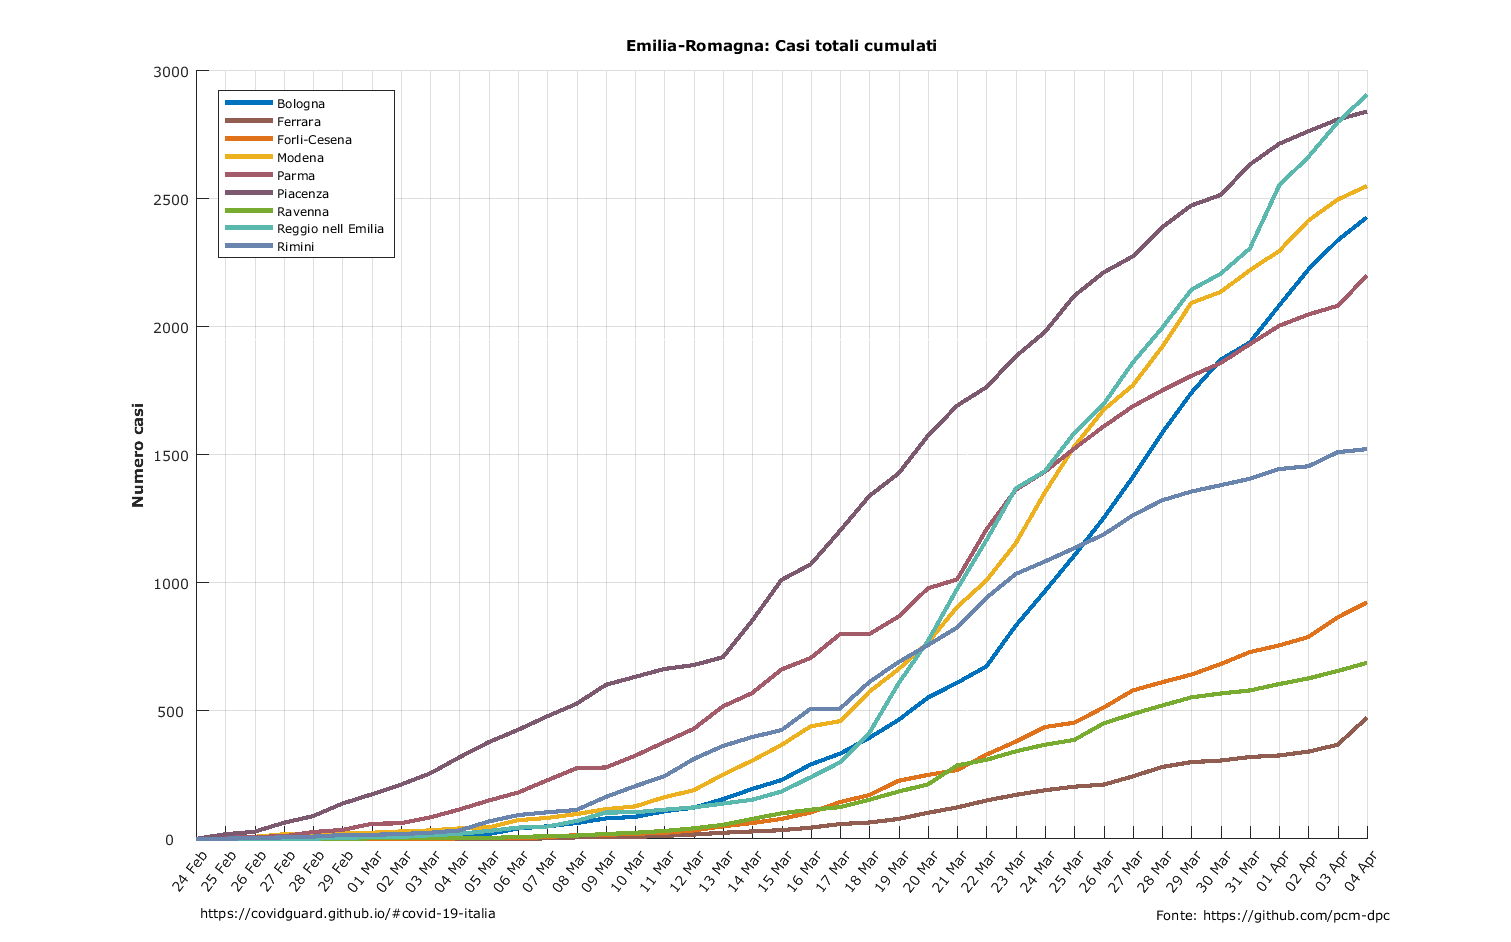 Emilia-Romagna: Casi totali cumulati
3000
2500
2000
1500
1000
500
0
Numero casi
Bologna
Ferrara
Forlì-Cesena
Modena
Parma
Piacenza
Ravenna
Reggio nell Emilia
Rimini
24 Feb
25 Feb
26 Feb
27 Feb
28 Feb
29 Feb
01 Mar
02 Mar
03 Mar
04 Mar
05 Mar
06 Mar
07 Mar
08 Mar
09 Mar
10 Mar
11 Mar
12 Mar
13 Mar
14 Mar
15 Mar
16 Mar
17 Mar
18 Mar
19 Mar
20 Mar
21 Mar
22 Mar
23 Mar
24 Mar
25 Mar
26 Mar
27 Mar
28 Mar
29 Mar
30 Mar
31 Mar
01 Apr
02 Apr
03 Apr
04 Apr
https://covidguard.github.io/#covid-19-italia
Fonte: https://github.com/pcm-dpc